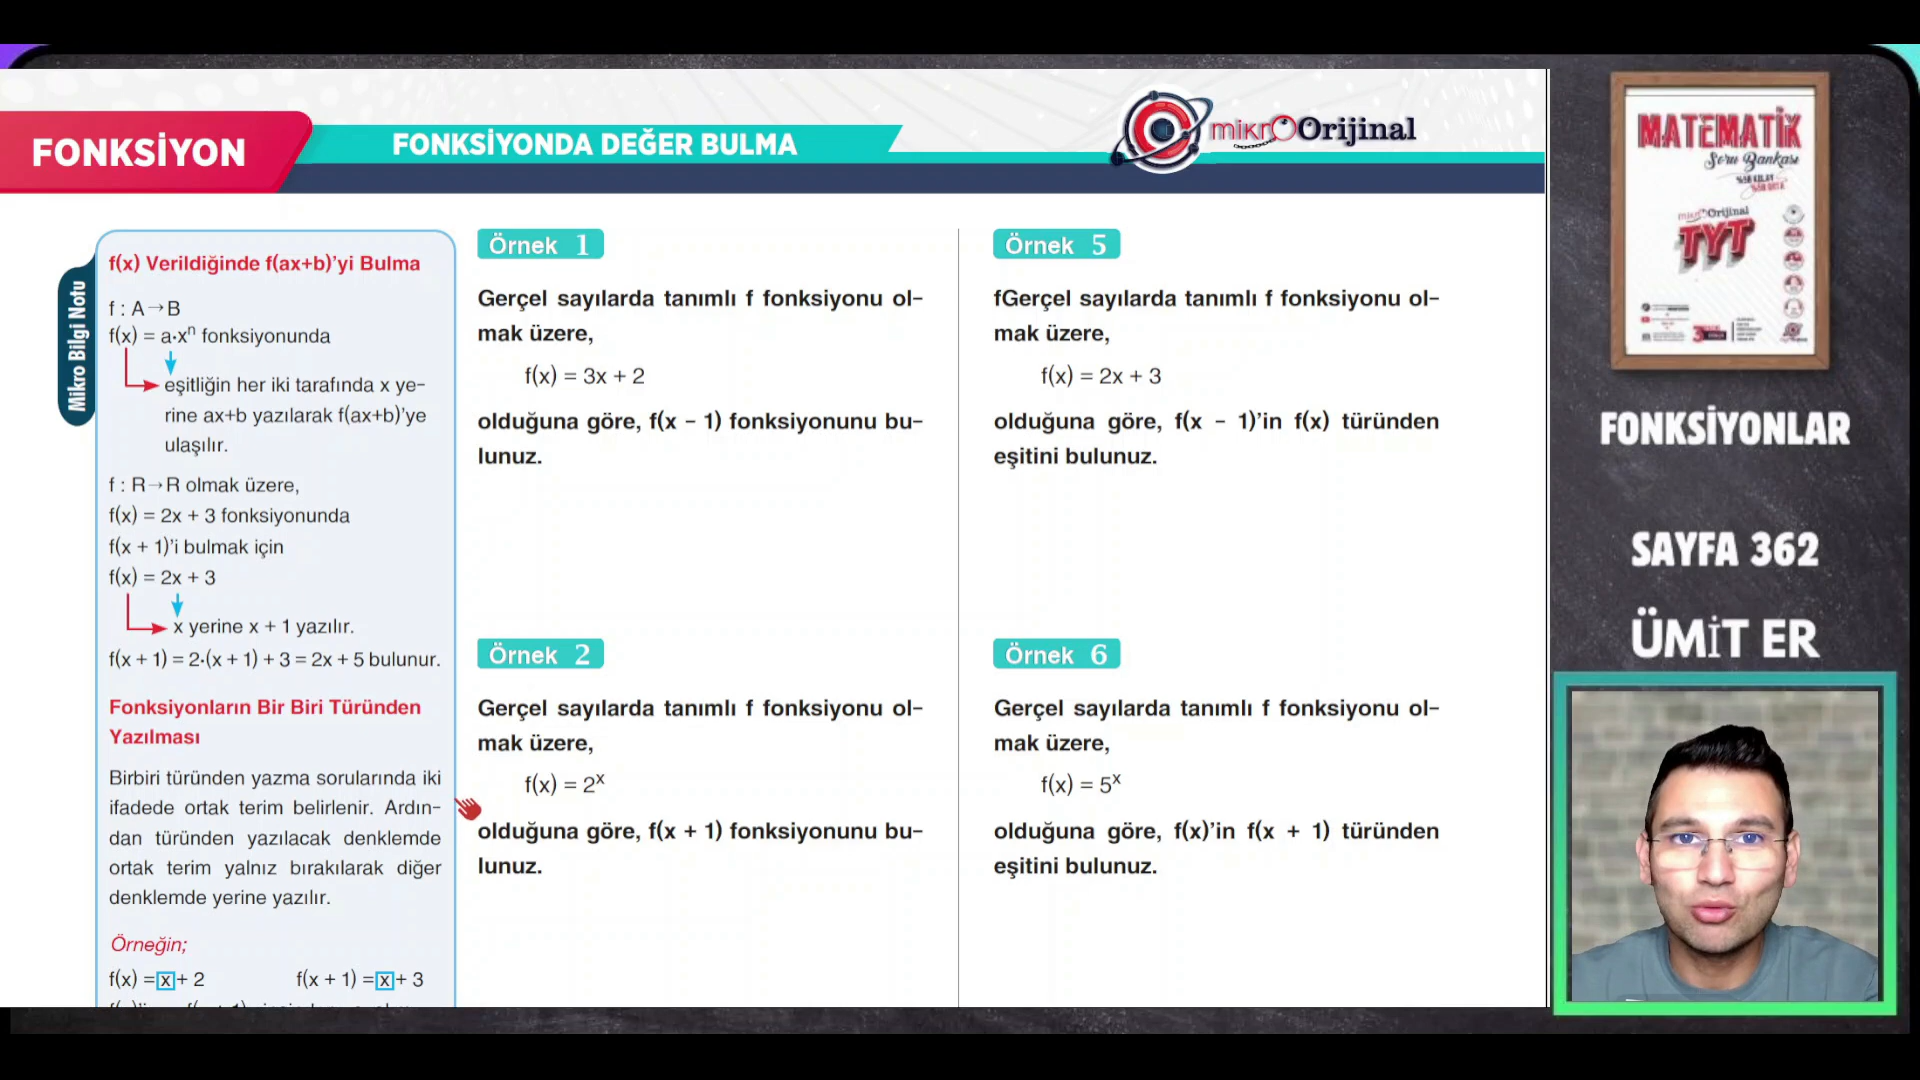 FONKSİYON
FONKSİYONDA DEĞER BULMA
mikrOOrijinal
Mikro Bilgi Notu
f(x) Verildiğinde f(ax+b)’yi Bulma
f : A→B
f(x) = a·xⁿ fonksiyonunda
eşitliğin her iki tarafında x ye-
rine ax+b yazılarak f(ax+b)’ye
ulaşılır.
f : R→R olmak üzere,
f(x) = 2x + 3 fonksiyonunda
f(x + 1)’i bulmak için
f(x) = 2x + 3
x yerine x + 1 yazılır.
f(x + 1) = 2·(x + 1) + 3 = 2x + 5 bulunur.
Fonksiyonların Bir Biri Türünden
Yazılması
Birbiri türünden yazma sorularında iki
ifadede ortak terim belirlenir. Ardın-
dan türünden yazılacak denklemde
ortak terim yalnız bırakılarak diğer
denklemde yerine yazılır.
Örneğin;
f(x) = x + 2 f(x + 1) = x + 3
Örnek 1
Gerçel sayılarda tanımlı f fonksiyonu ol-
mak üzere,
f(x) = 3x + 2
olduğuna göre, f(x – 1) fonksiyonunu bu-
lunuz.
Örnek 2
Gerçel sayılarda tanımlı f fonksiyonu ol-
mak üzere,
f(x) = 2ˣ
olduğuna göre, f(x + 1) fonksiyonunu bu-
lunuz.
Örnek 5
fGerçel sayılarda tanımlı f fonksiyonu ol-
mak üzere,
f(x) = 2x + 3
olduğuna göre, f(x – 1)’in f(x) türünden
eşitini bulunuz.
Örnek 6
Gerçel sayılarda tanımlı f fonksiyonu ol-
mak üzere,
f(x) = 5ˣ
olduğuna göre, f(x)’in f(x + 1) türünden
eşitini bulunuz.
MATEMATİK
Soru Bankası
mikrOOrijinal
TYT
FONKSİYONLAR
SAYFA 362
ÜMİT ER